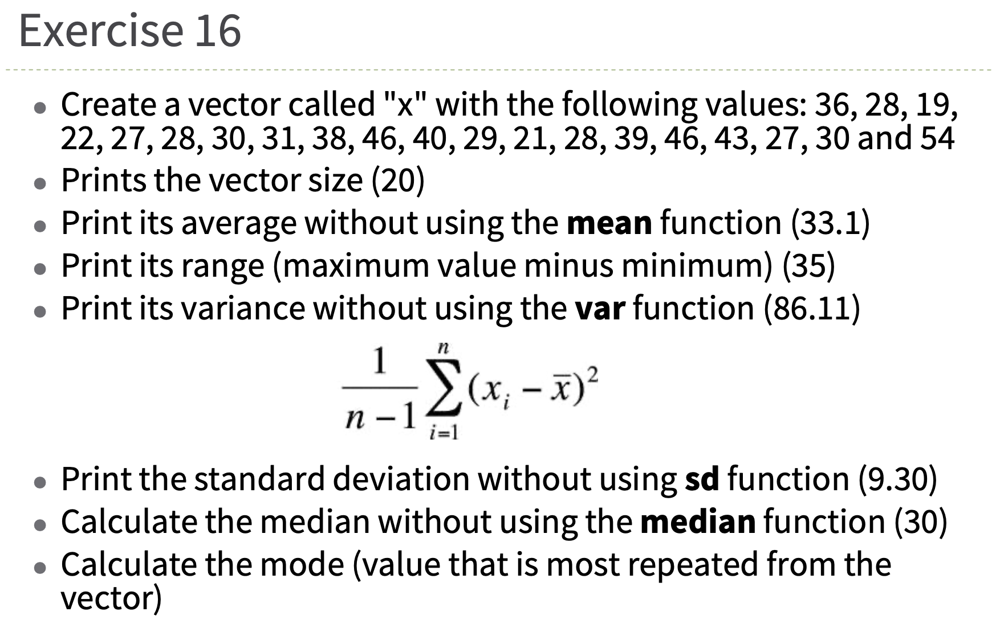 Exercise 16
• Create a vector called "x" with the following values: 36, 28, 19,
22, 27, 28, 30, 31, 38, 46, 40, 29, 21, 28, 39, 46, 43, 27, 30 and 54
• Prints the vector size (20)
• Print its average without using the mean function (33.1)
• Print its range (maximum value minimum) (35)
• Print its variance without using the var function (86.11)
$\frac{1}{n-1}\sum_{i=1}^{n}(x_i - \overline{x})^2$
• Print the standard deviation without using sd function (9.30)
• Calculate the median without using the median function (30)
• Calculate the mode (value that is most repeated from the
vector)